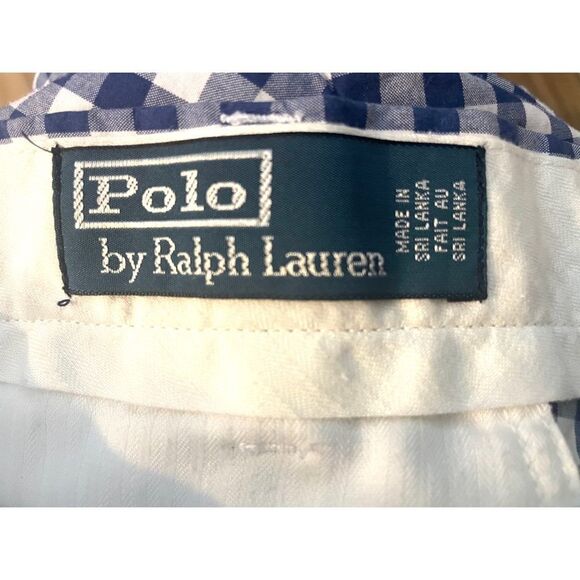 Polo
by Ralph Lauren
MADE IN
SRI LANKA
FAIT AU
SRI LANKA